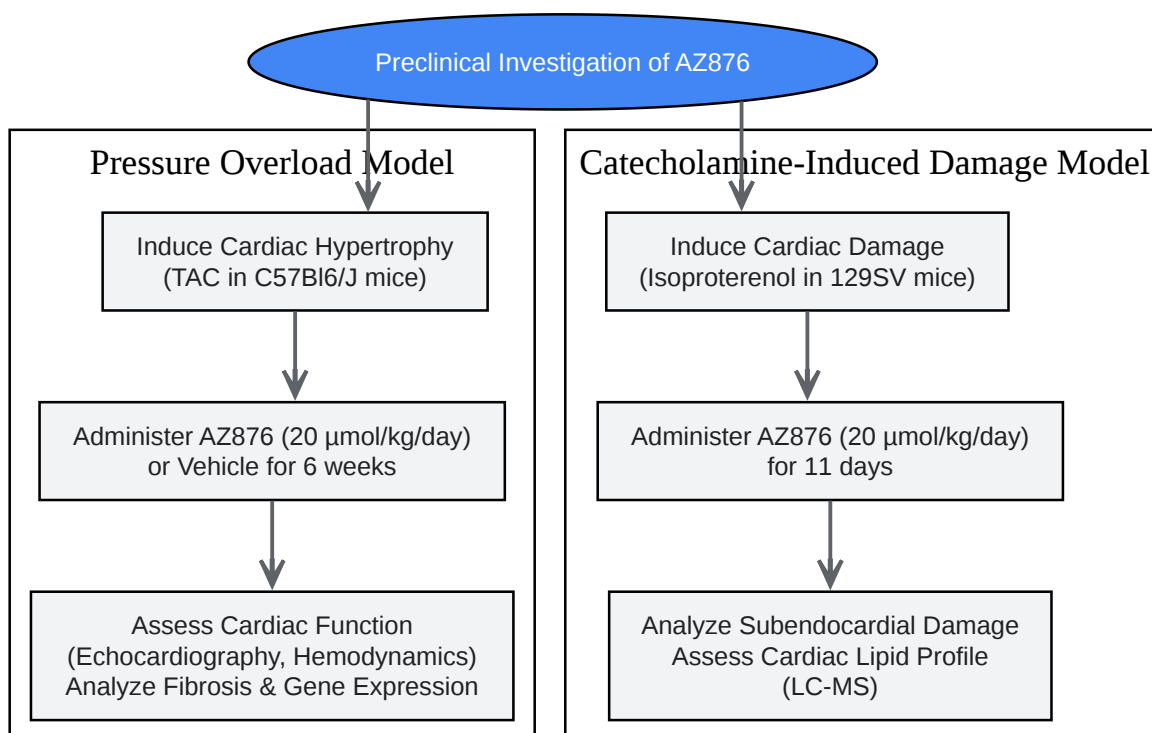 Preclinical Investigation of AZ876
Pressure Overload Model
Induce Cardiac Hypertrophy
(TAC in C57Bl6/J mice)
Administer AZ876 (20 µmol/kg/day)
or Vehicle for 6 weeks
Assess Cardiac Function
(Echocardiography, Hemodynamics)
Analyze Fibrosis & Gene Expression
Catecholamine-Induced Damage Model
Induce Cardiac Damage
(Isoproterenol in 129SV mice)
Administer AZ876 (20 µmol/kg/day)
for 11 days
Analyze Subendocardial Damage
Assess Cardiac Lipid Profile
(LC-MS)